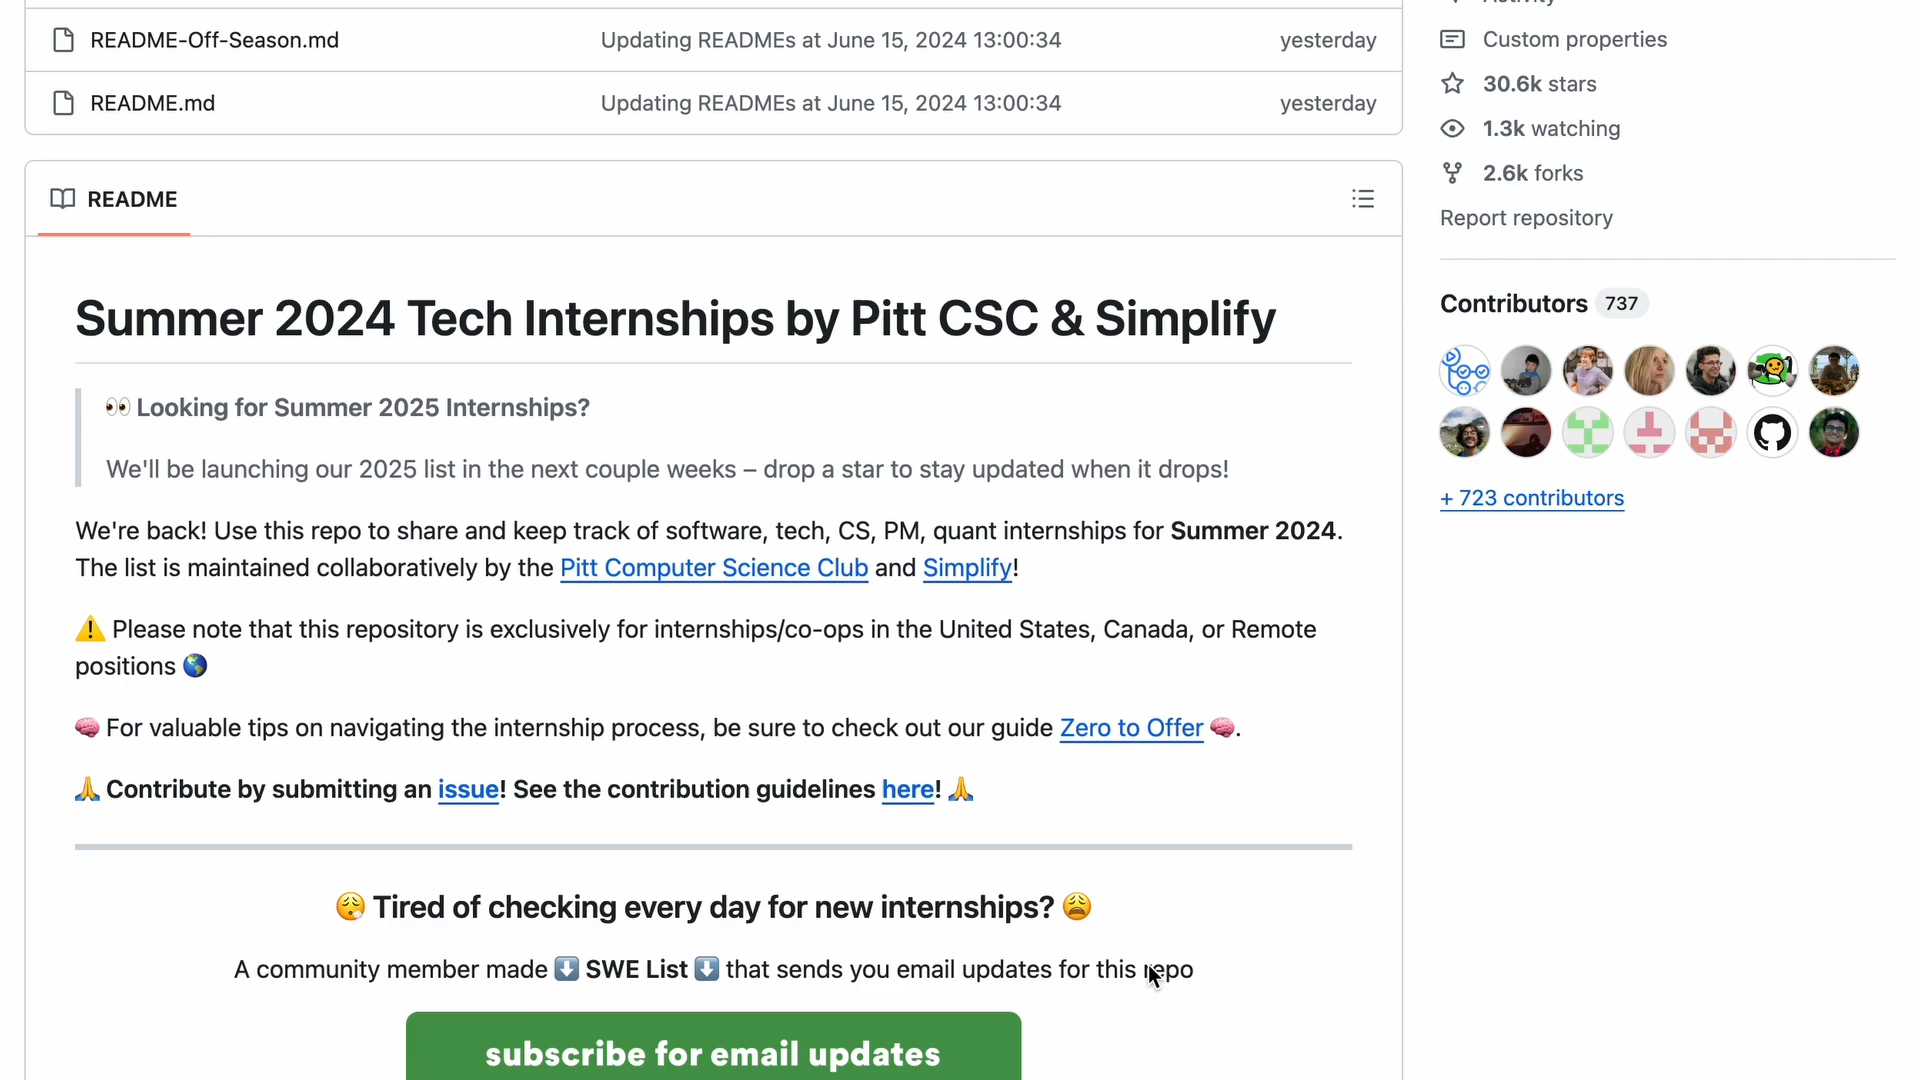 Activity
README-Off-Season.md Updating READMEs at June 15, 2024 13:00:34 yesterday
README.md Updating READMEs at June 15, 2024 13:00:34 yesterday
Custom properties
30.6k stars
1.3k watching
2.6k forks
Report repository
Contributors 737
+ 723 contributors
README
Summer 2024 Tech Internships by Pitt CSC & Simplify
👀 Looking for Summer 2025 Internships?
We'll be launching our 2025 list in the next couple weeks – drop a star to stay updated when it drops!
We're back! Use this repo to share and keep track of software, tech, CS, PM, quant internships for Summer 2024.
The list is maintained collaboratively by the Pitt Computer Science Club and Simplify!
⚠️ Please note that this repository is exclusively for internships/co-ops in the United States, Canada, or Remote
positions 🌎
🧠 For valuable tips on navigating the internship process, be sure to check out our guide Zero to Offer 🧠.
🙏 Contribute by submitting an issue! See the contribution guidelines here! 🙏
😮‍💨 Tired of checking every day for new internships? 😩
A community member made ⬇️ SWE List ⬇️ that sends you email updates for this repo
subscribe for email updates